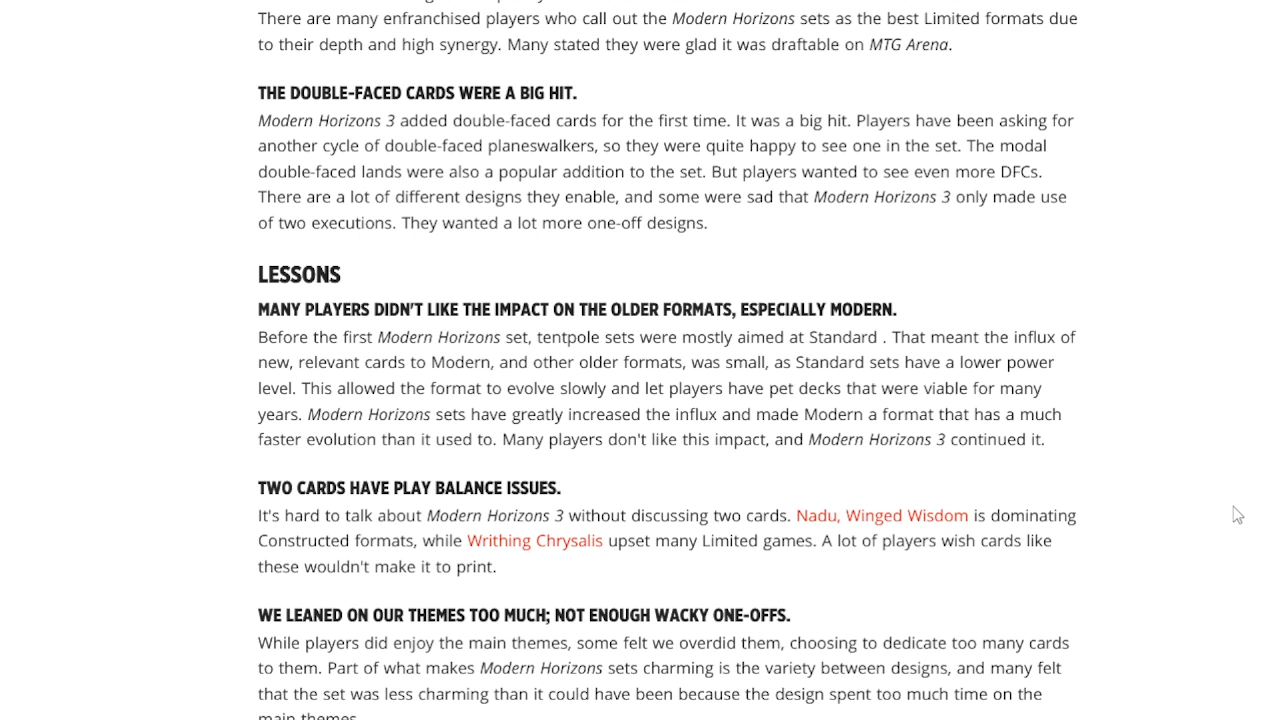 There are many enfranchised players who call out the Modern Horizons sets as the best Limited formats due
to their depth and high synergy. Many stated they were glad it was draftable on MTG Arena.
THE DOUBLE-FACED CARDS WERE A BIG HIT.
Modern Horizons 3 added double-faced cards for the first time. It was a big hit. Players have been asking for
another cycle of double-faced planeswalkers, so they were quite happy to see one in the set. The modal
double-faced lands were also a popular addition to the set. But players wanted to see even more DFCs.
There are a lot of different designs they enable, and some were sad that Modern Horizons 3 only made use
of two executions. They wanted a lot more one-off designs.
LESSONS
MANY PLAYERS DIDN'T LIKE THE IMPACT ON THE OLDER FORMATS, ESPECIALLY MODERN.
Before the first Modern Horizons set, tentpole sets were mostly aimed at Standard . That meant the influx of
new, relevant cards to Modern, and other older formats, was small, as Standard sets have a lower power
level. This allowed the format to evolve slowly and let players have pet decks that were viable for many
years. Modern Horizons sets have greatly increased the influx and made Modern a format that has a much
faster evolution than it used to. Many players don't like this impact, and Modern Horizons 3 continued it.
TWO CARDS HAVE PLAY BALANCE ISSUES.
It's hard to talk about Modern Horizons 3 without discussing two cards. Nadu, Winged Wisdom is dominating
Constructed formats, while Writhing Chrysalis upset many Limited games. A lot of players wish cards like
these wouldn't make it to print.
WE LEANED ON OUR THEMES TOO MUCH; NOT ENOUGH WACKY ONE-OFFS.
While players did enjoy the main themes, some felt we overdid them, choosing to dedicate too many cards
to them. Part of what makes Modern Horizons sets charming is the variety between designs, and many felt
that the set was less charming than it could have been because the design spent too much time on the
main themes.